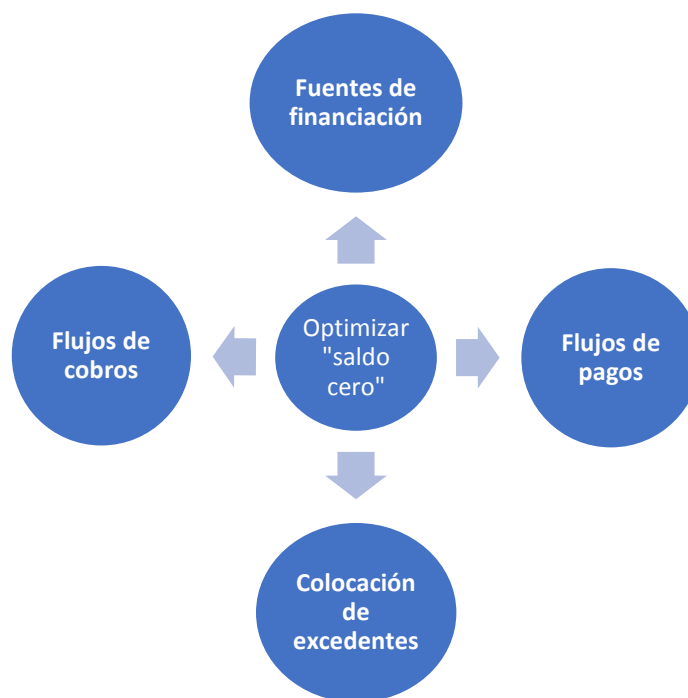 Fuentes de
financiación
Flujos de
cobros
Optimizar
"saldo
cero"
Flujos de
pagos
Colocación
de
excedentes